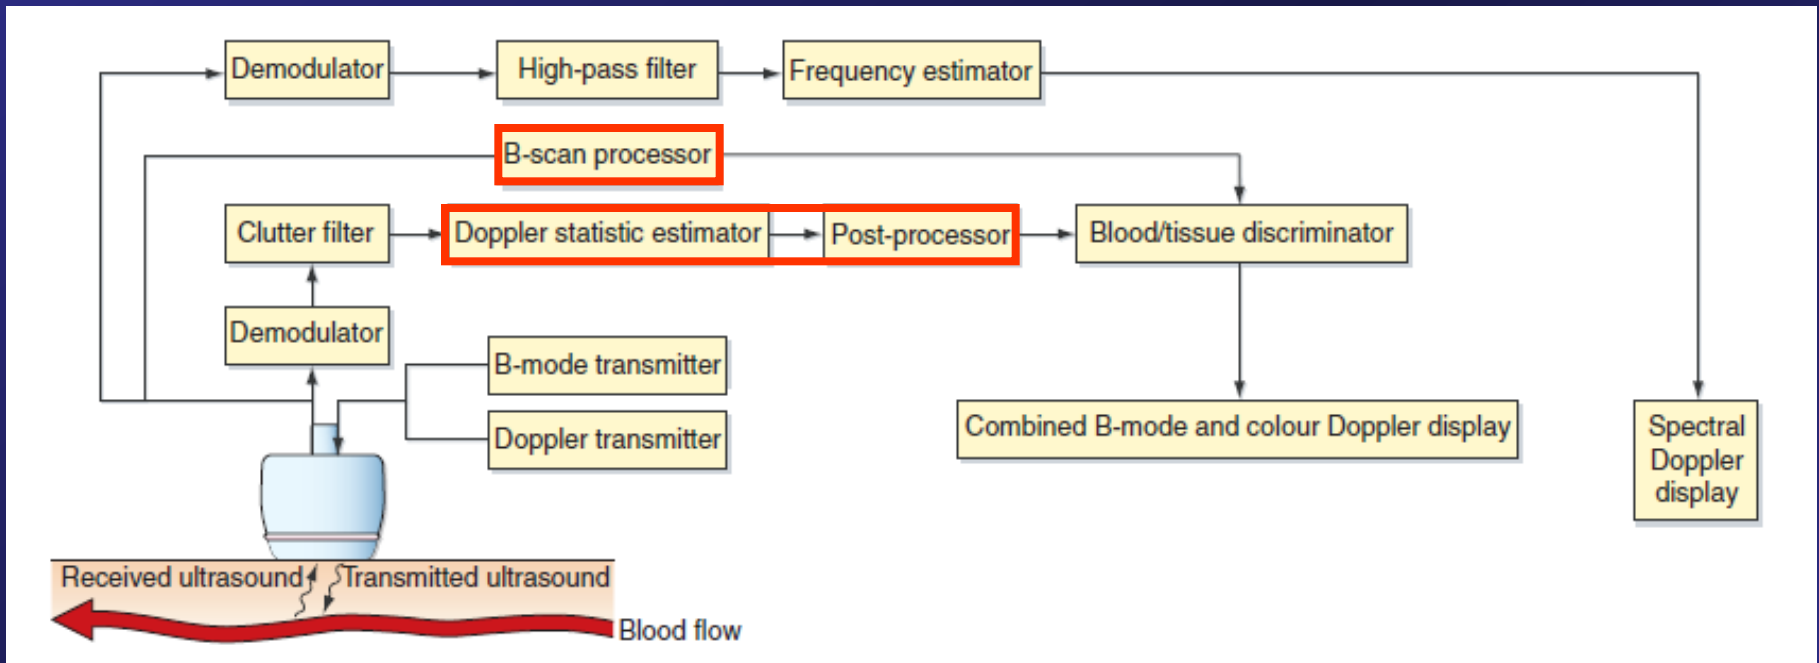 Demodulator
High-pass filter
Frequency estimator
B-scan processor
Clutter filter
Doppler statistic estimator
Post-processor
Blood/tissue discriminator
Demodulator
B-mode transmitter
Doppler transmitter
Combined B-mode and colour Doppler display
Spectral
Doppler
display
Received ultrasound
Transmitted ultrasound
Blood flow